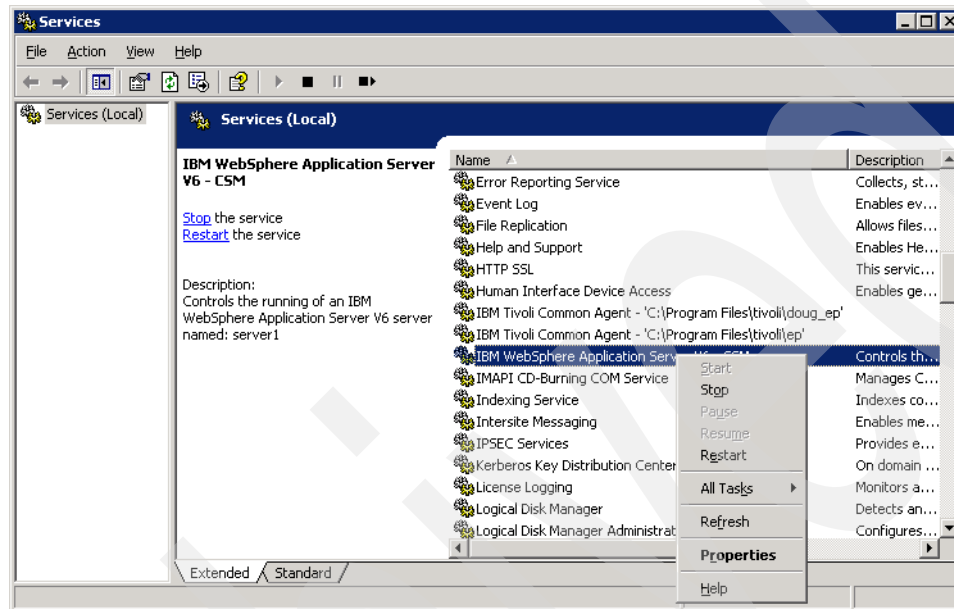 Services
File Action View Help
Services (Local)
Services (Local)
IBM WebSphere Application Server V6 - CSM
Stop the service
Restart the service
Description:
Controls the running of an IBM
WebSphere Application Server V6 server
named: server1
Name Description
Error Reporting Service Collects, st...
Event Log Enables ev...
File Replication Allows files...
Help and Support Enables He...
HTTP SSL This servic...
Human Interface Device Access Enables ge...
IBM Tivoli Common Agent - 'C:\Program Files\tivoli\doug_ep'
IBM Tivoli Common Agent - 'C:\Program Files\tivoli\ep'
IBM WebSphere Application Server V6 - CSM Controls th...
IMAPI CD-Burning COM Service Manages C...
Indexing Service Indexes co...
Intersite Messaging Enables me...
IPSEC Services Provides e...
Kerberos Key Distribution Center On domain ...
License Logging Monitors a...
Logical Disk Manager Detects an...
Logical Disk Manager Administrat Configures...
Start
Stop
Pause
Resume
Restart
All Tasks
Refresh
Properties
Help
Extended Standard